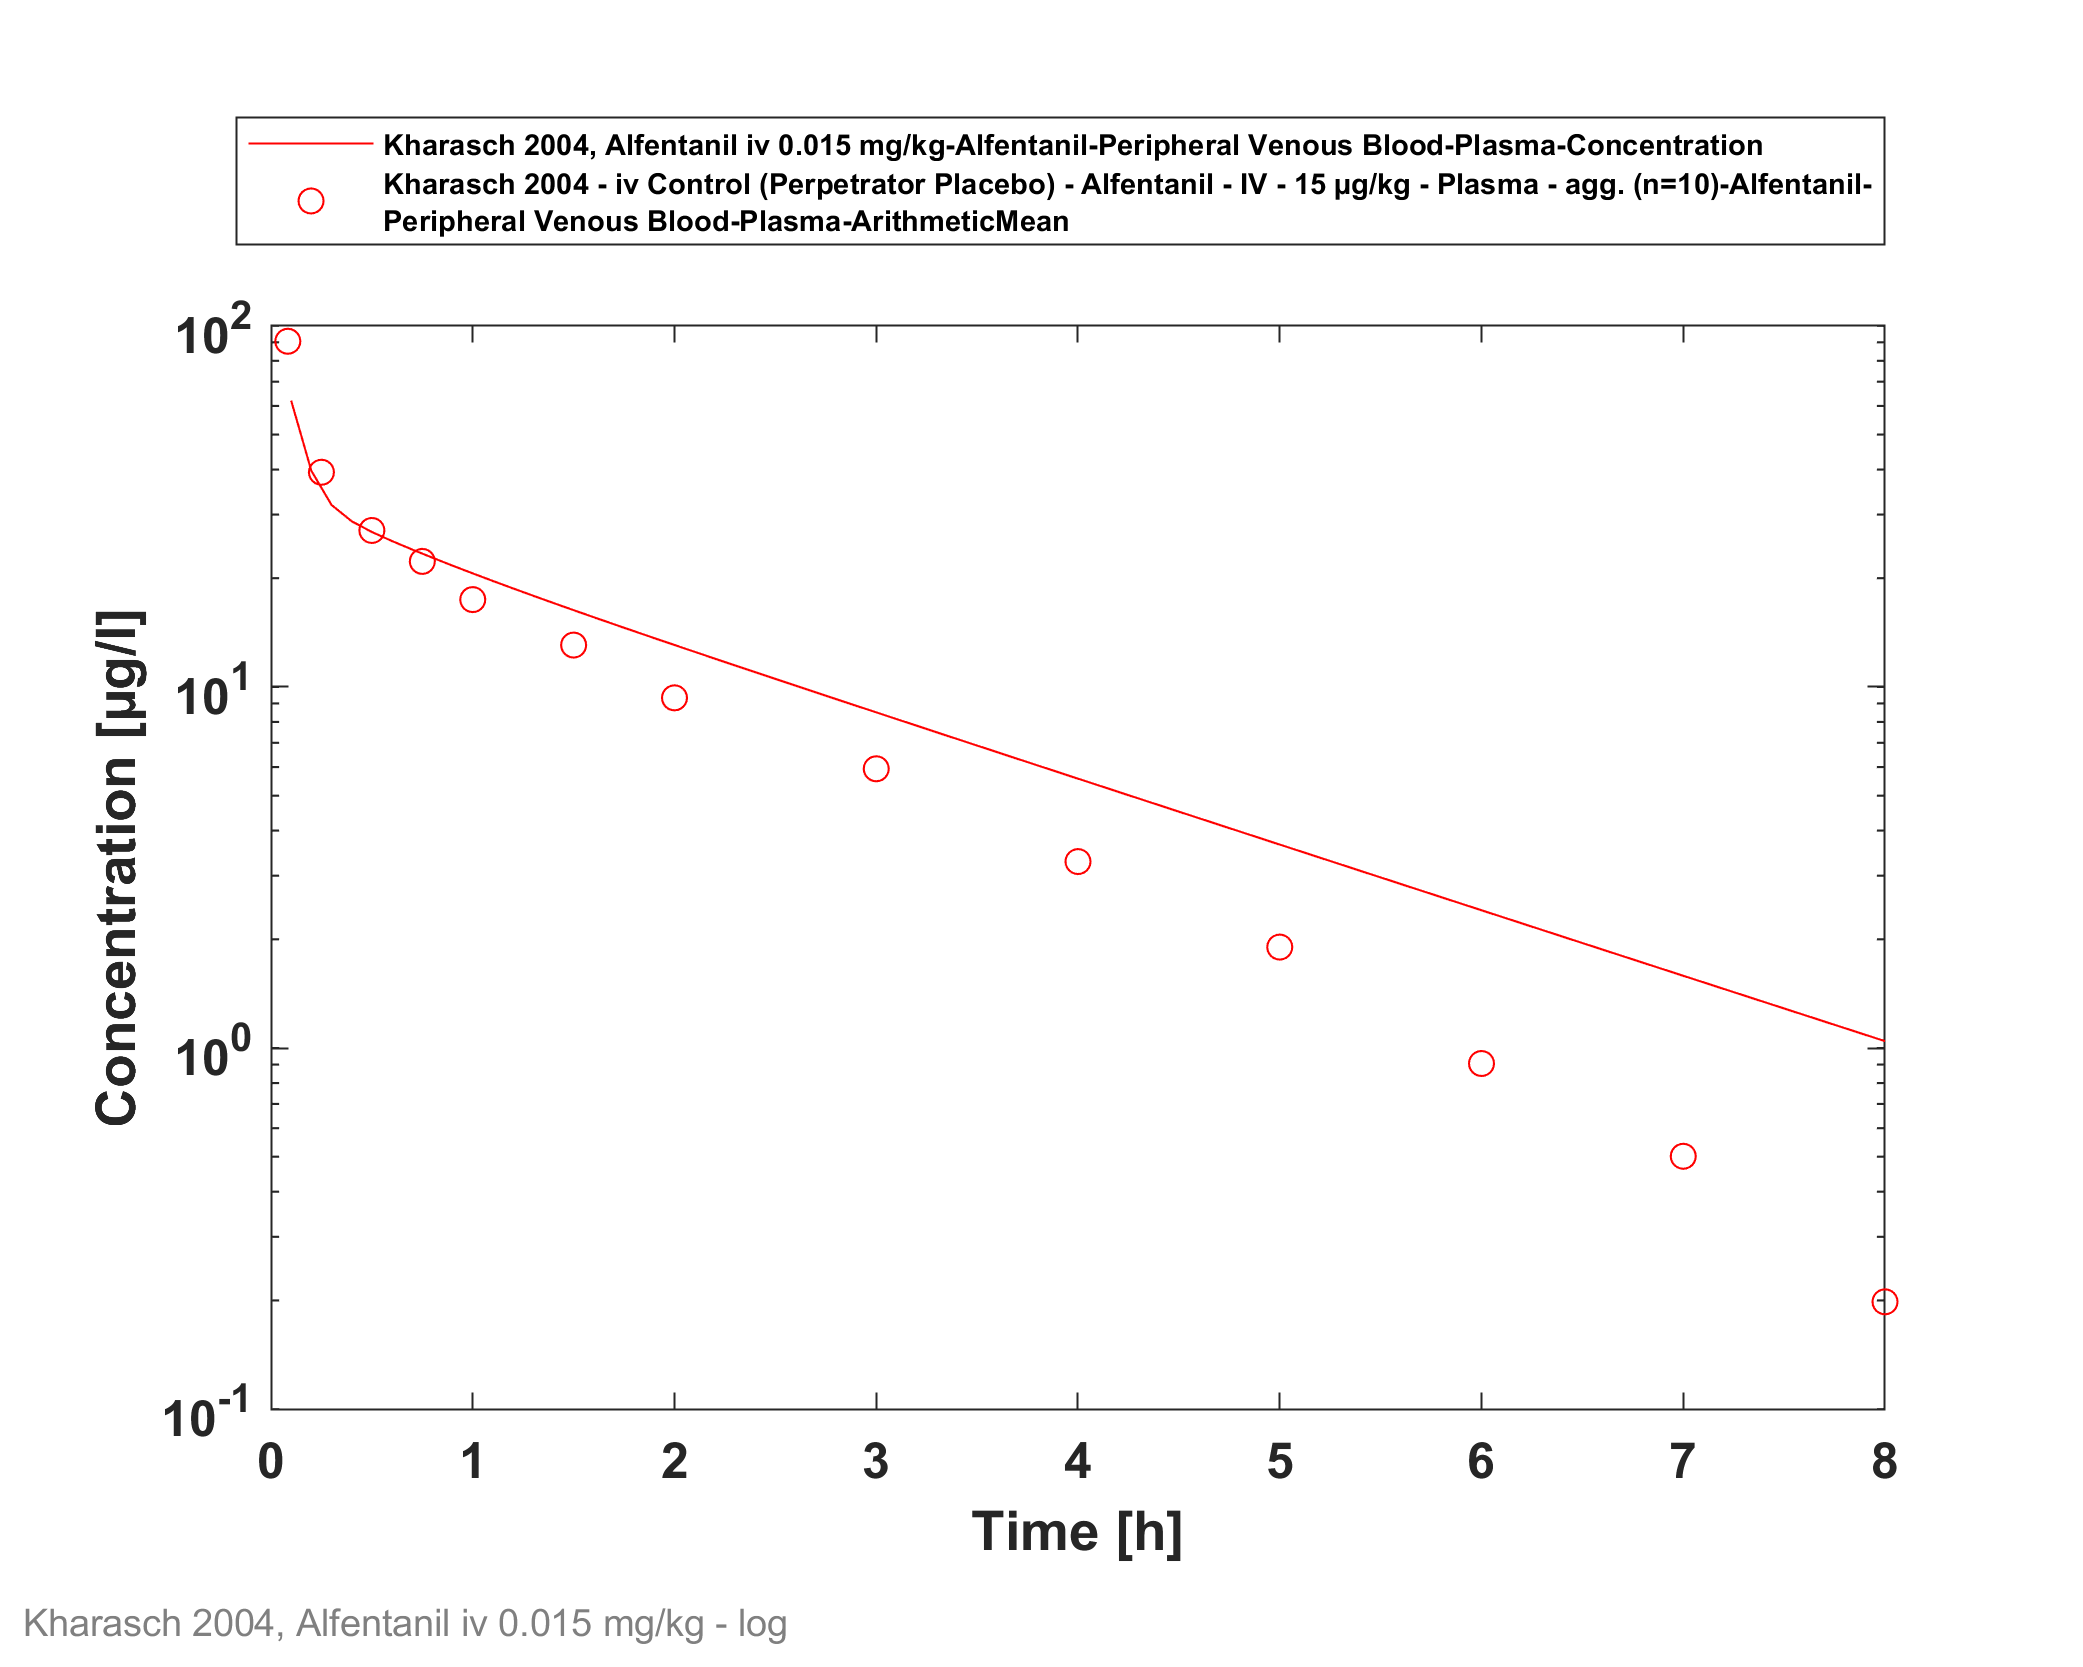 Kharasch 2004, Alfentanil iv 0.015 mg/kg-Alfentanil-Peripheral Venous Blood-Plasma-Concentration
Kharasch 2004 - iv Control (Perpetrator Placebo) - Alfentanil - IV - 15 µg/kg - Plasma - agg. (n=10)-Alfentanil-
Peripheral Venous Blood-Plasma-ArithmeticMean
10^2
10^1
10^0
10^-1
Concentration [µg/l]
0 1 2 3 4 5 6 7 8
Time [h]
Kharasch 2004, Alfentanil iv 0.015 mg/kg - log